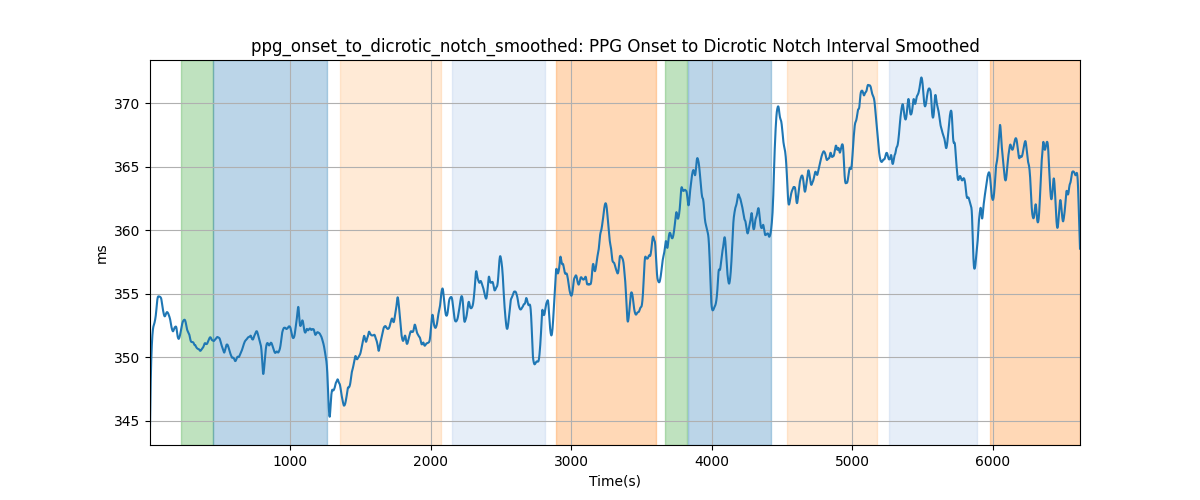 ppg_onset_to_dicrotic_notch_smoothed: PPG Onset to Dicrotic Notch Interval Smoothed
370
365
360
355
350
345
ms
1000 2000 3000 4000 5000 6000
Time(s)